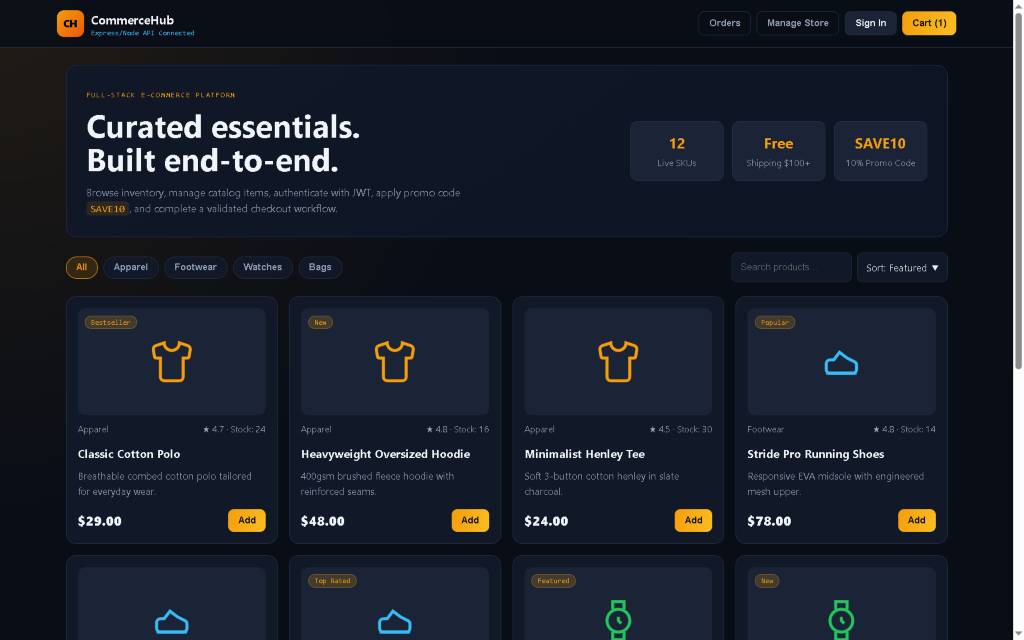 CH
CommerceHub
Express/Node API Connected
Orders
Manage Store
Sign In
Cart (1)
FULL-STACK E-COMMERCE PLATFORM
Curated essentials.
Built end-to-end.
Browse inventory, manage catalog items, authenticate with JWT, apply promo code
SAVE10, and complete a validated checkout workflow.
12
Live SKUs
Free
Shipping $100+
SAVE10
10% Promo Code
All
Apparel
Footwear
Watches
Bags
Search products...
Sort: Featured ▼
Bestseller
Apparel
★ 4.7 · Stock: 24
Classic Cotton Polo
Breathable combed cotton polo tailored
for everyday wear.
$29.00
Add
New
Apparel
★ 4.8 · Stock: 16
Heavyweight Oversized Hoodie
400gsm brushed fleece hoodie with
reinforced seams.
$48.00
Add
Apparel
★ 4.5 · Stock: 30
Minimalist Henley Tee
Soft 3-button cotton henley in slate
charcoal.
$24.00
Add
Popular
Footwear
★ 4.8 · Stock: 14
Stride Pro Running Shoes
Responsive EVA midsole with engineered
mesh upper.
$78.00
Add
Top Rated
Featured
New